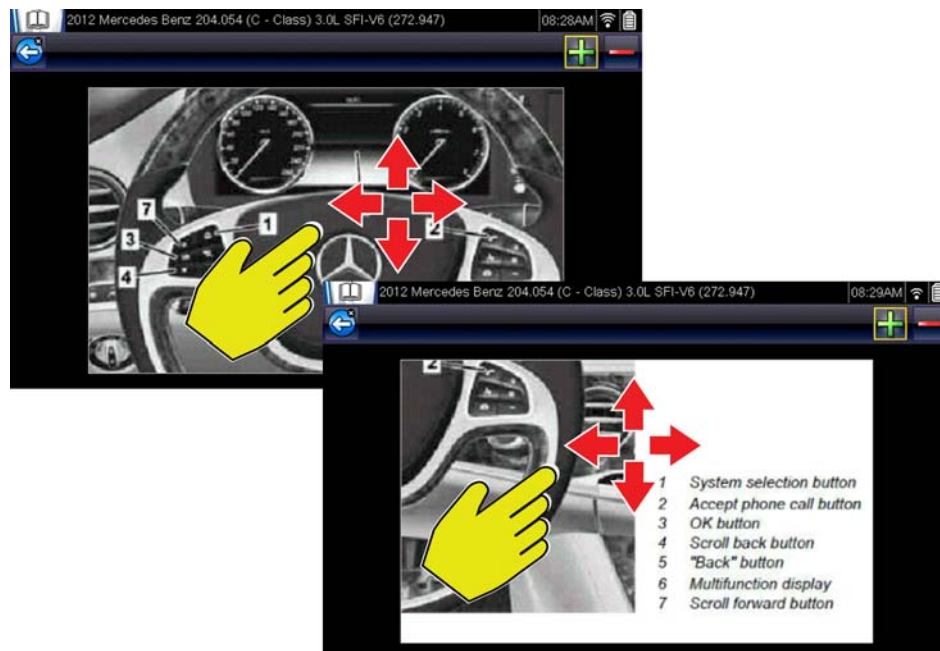 2012 Mercedes Benz 204.054 (C - Class) 3.0L SFI-V6 (272.947)
08:28AM
7
1
3
2
4
2012 Mercedes Benz 204.054 (C - Class) 3.0L SFI-V6 (272.947)
08:29AM
2
1 System selection button
2 Accept phone call button
3 OK button
4 Scroll back button
5 "Back" button
6 Multifunction display
7 Scroll forward button